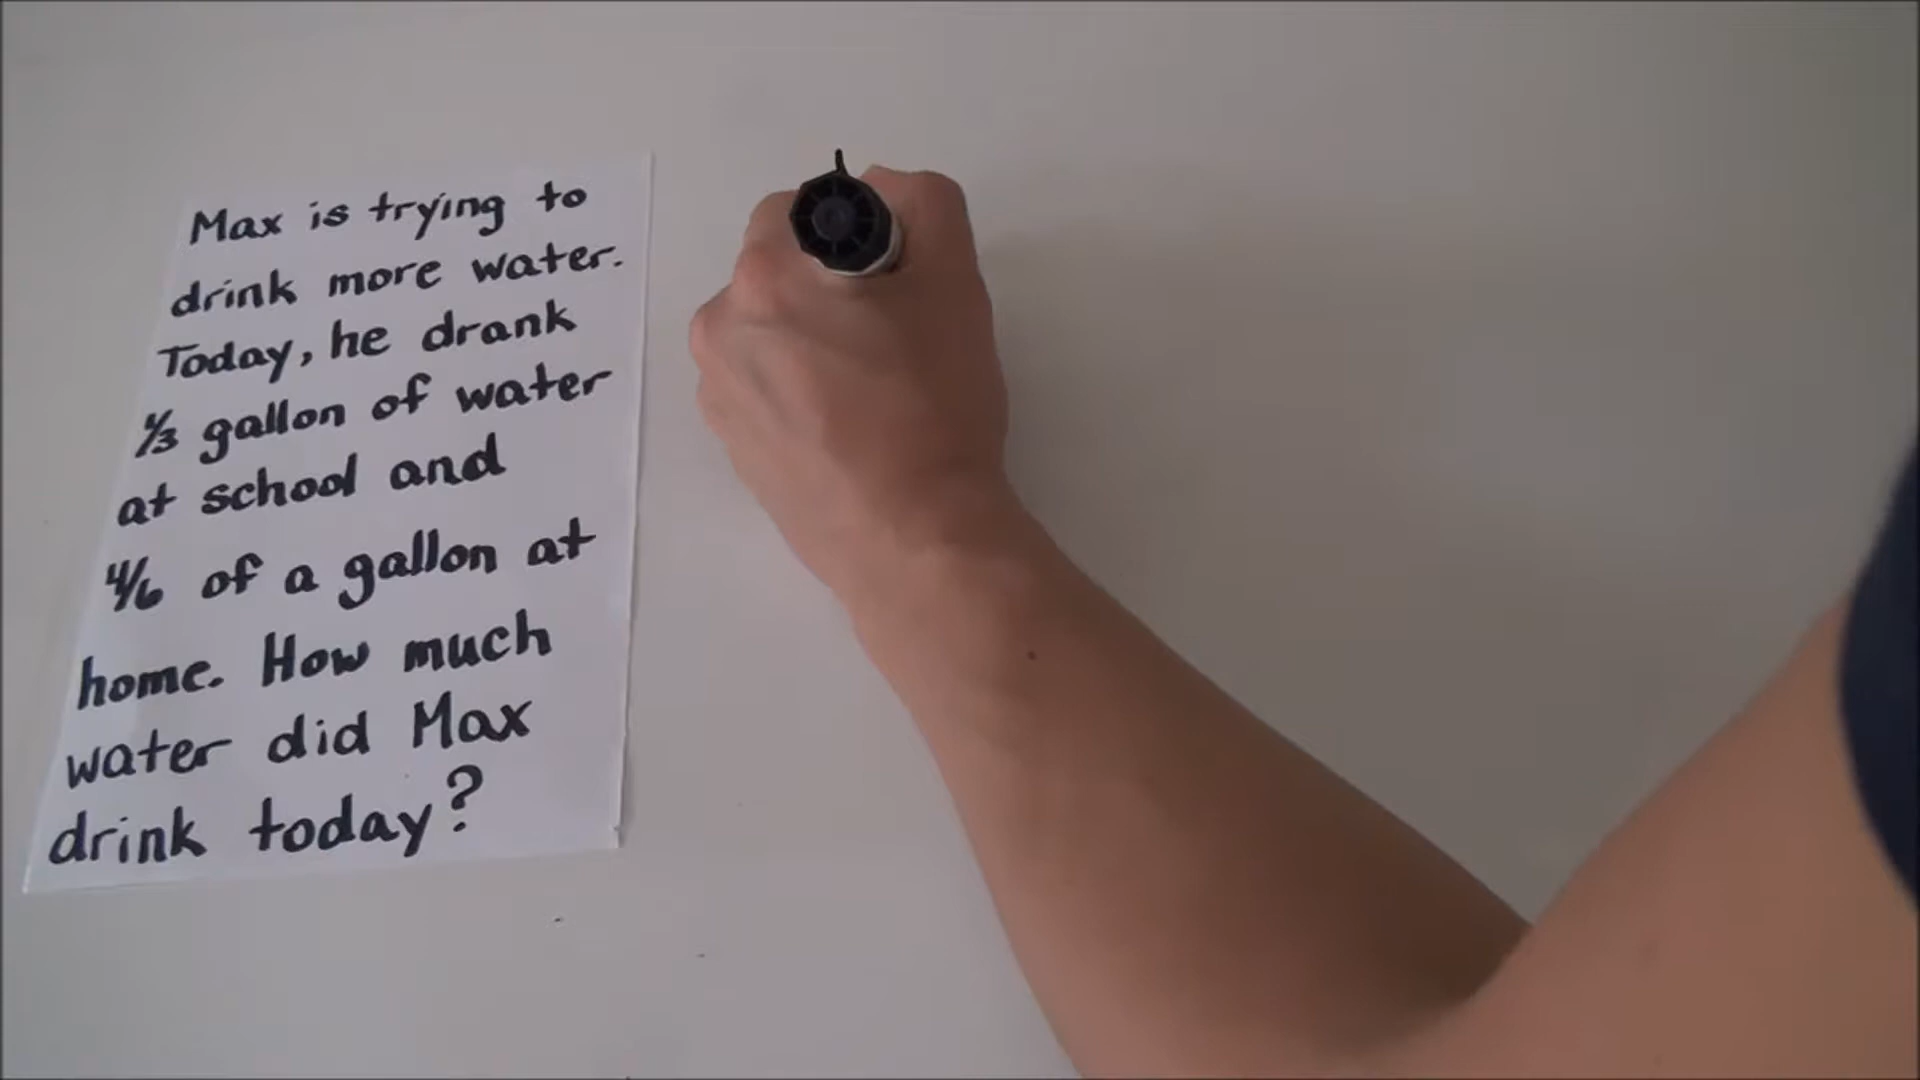 Max is trying to
drink more water.
Today, he drank
1/3 gallon of water
at school and
4/6 of a gallon at
home. How much
water did Max
drink today?